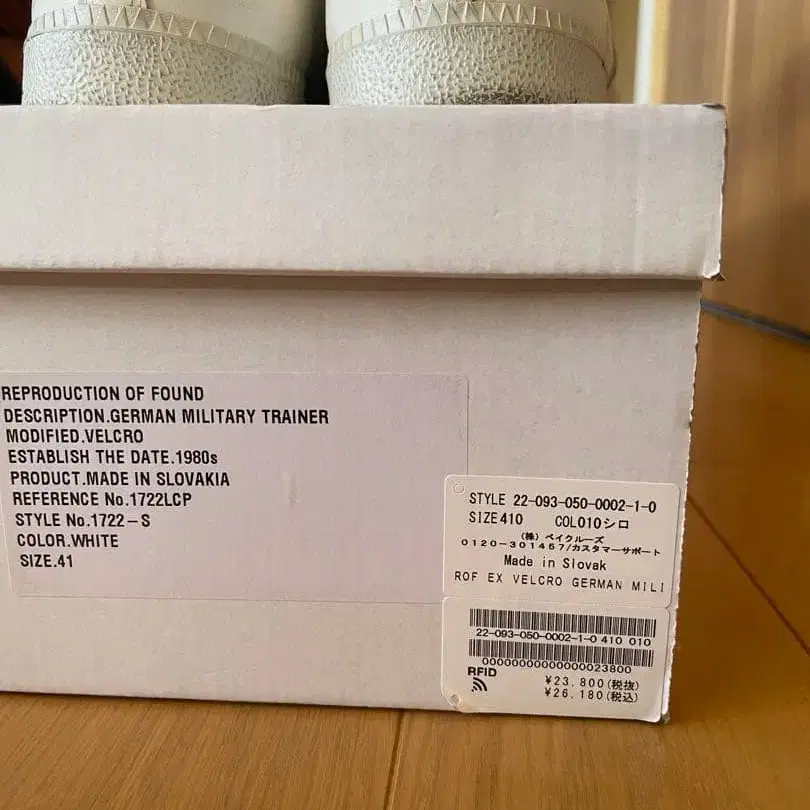 REPRODUCTION OF FOUND
DESCRIPTION.GERMAN MILITARY TRAINER
MODIFIED.VELCRO
ESTABLISH THE DATE.1980s
PRODUCT.MADE IN SLOVAKIA
REFERENCE No.1722LCP
STYLE No.1722-S
COLOR.WHITE
SIZE.41
STYLE 22-093-050-0002-1-0
SIZE410 COL010シロ
(株) ベイクルーズ
0120-301457/カスタマーサポート
Made in Slovak
ROF EX VELCRO GERMAN MILI
22-093-050-0002-1-0 410 010
00000000000000023800
RFID
¥23,800(税抜)
¥26,180(税込)